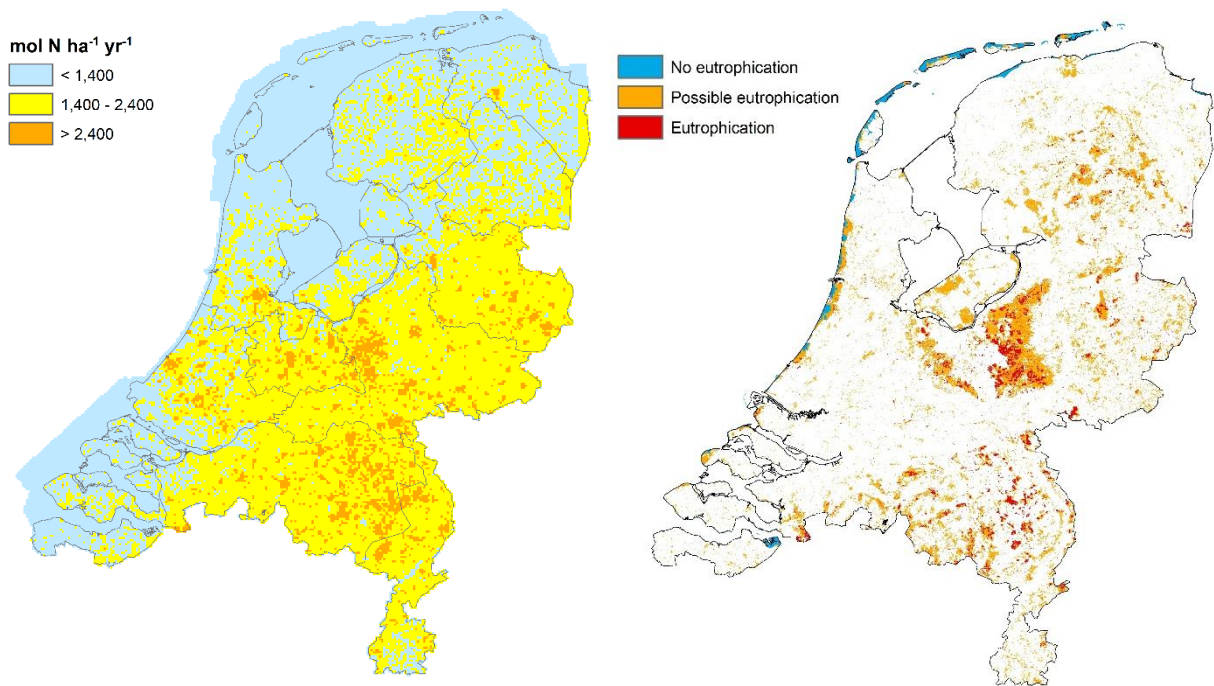 mol N ha⁻¹ yr⁻¹
< 1,400
1,400 - 2,400
> 2,400
No eutrophication
Possible eutrophication
Eutrophication